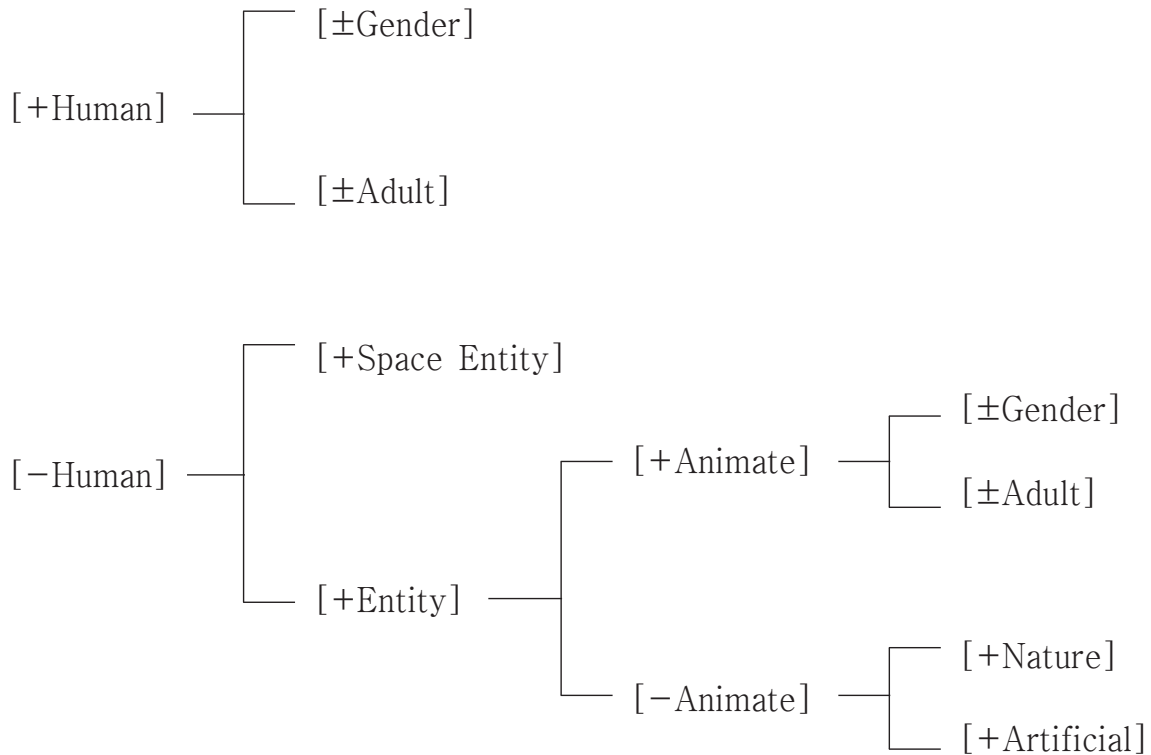 [±Gender]
[+Human]
[±Adult]
[+Space Entity]
[±Gender]
[−Human]
[+Animate]
[±Adult]
[+Entity]
[+Nature]
[−Animate]
[+Artificial]